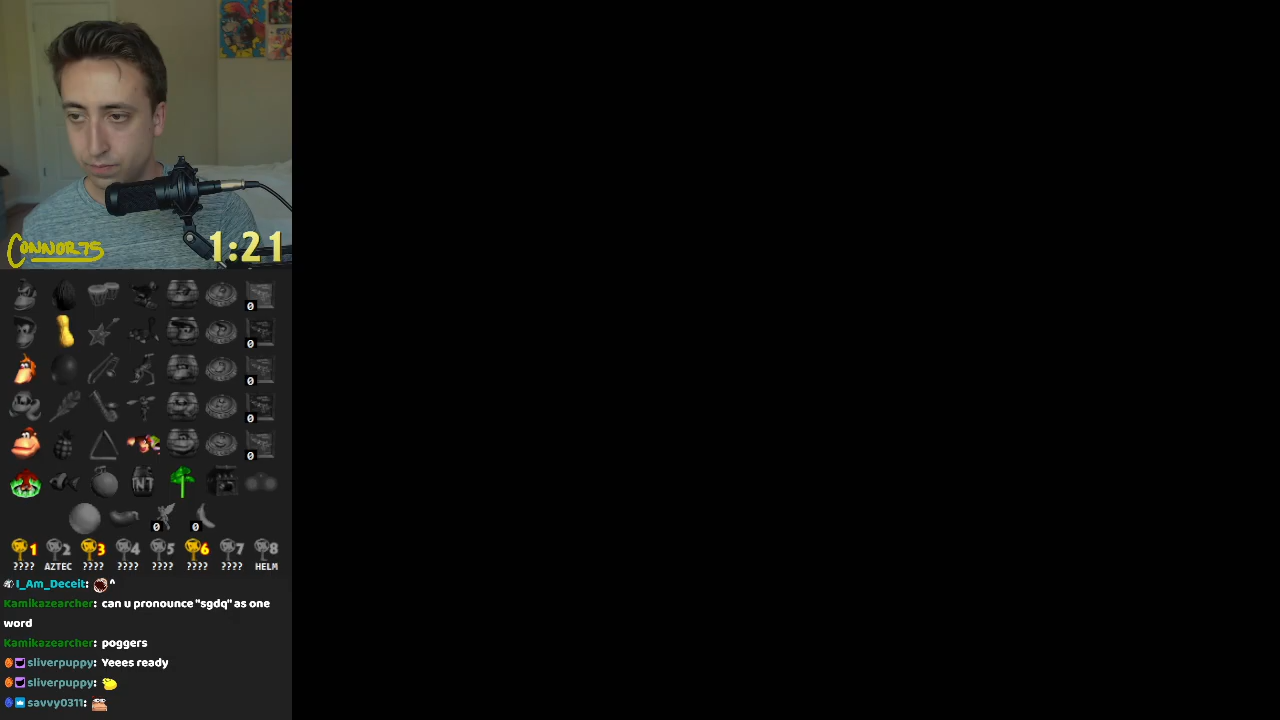 CONNOR75
1:21
0
0
0
0
0
NT
0 0
1 2 3 4 5 6 7 8
???? AZTEC ???? ???? ???? ???? ???? HELM
I_Am_Deceit: ^
Kamikazearcher: can u pronounce "sgdq" as one
word
Kamikazearcher: poggers
sliverpuppy: Yeees ready
sliverpuppy:
savvy0311: